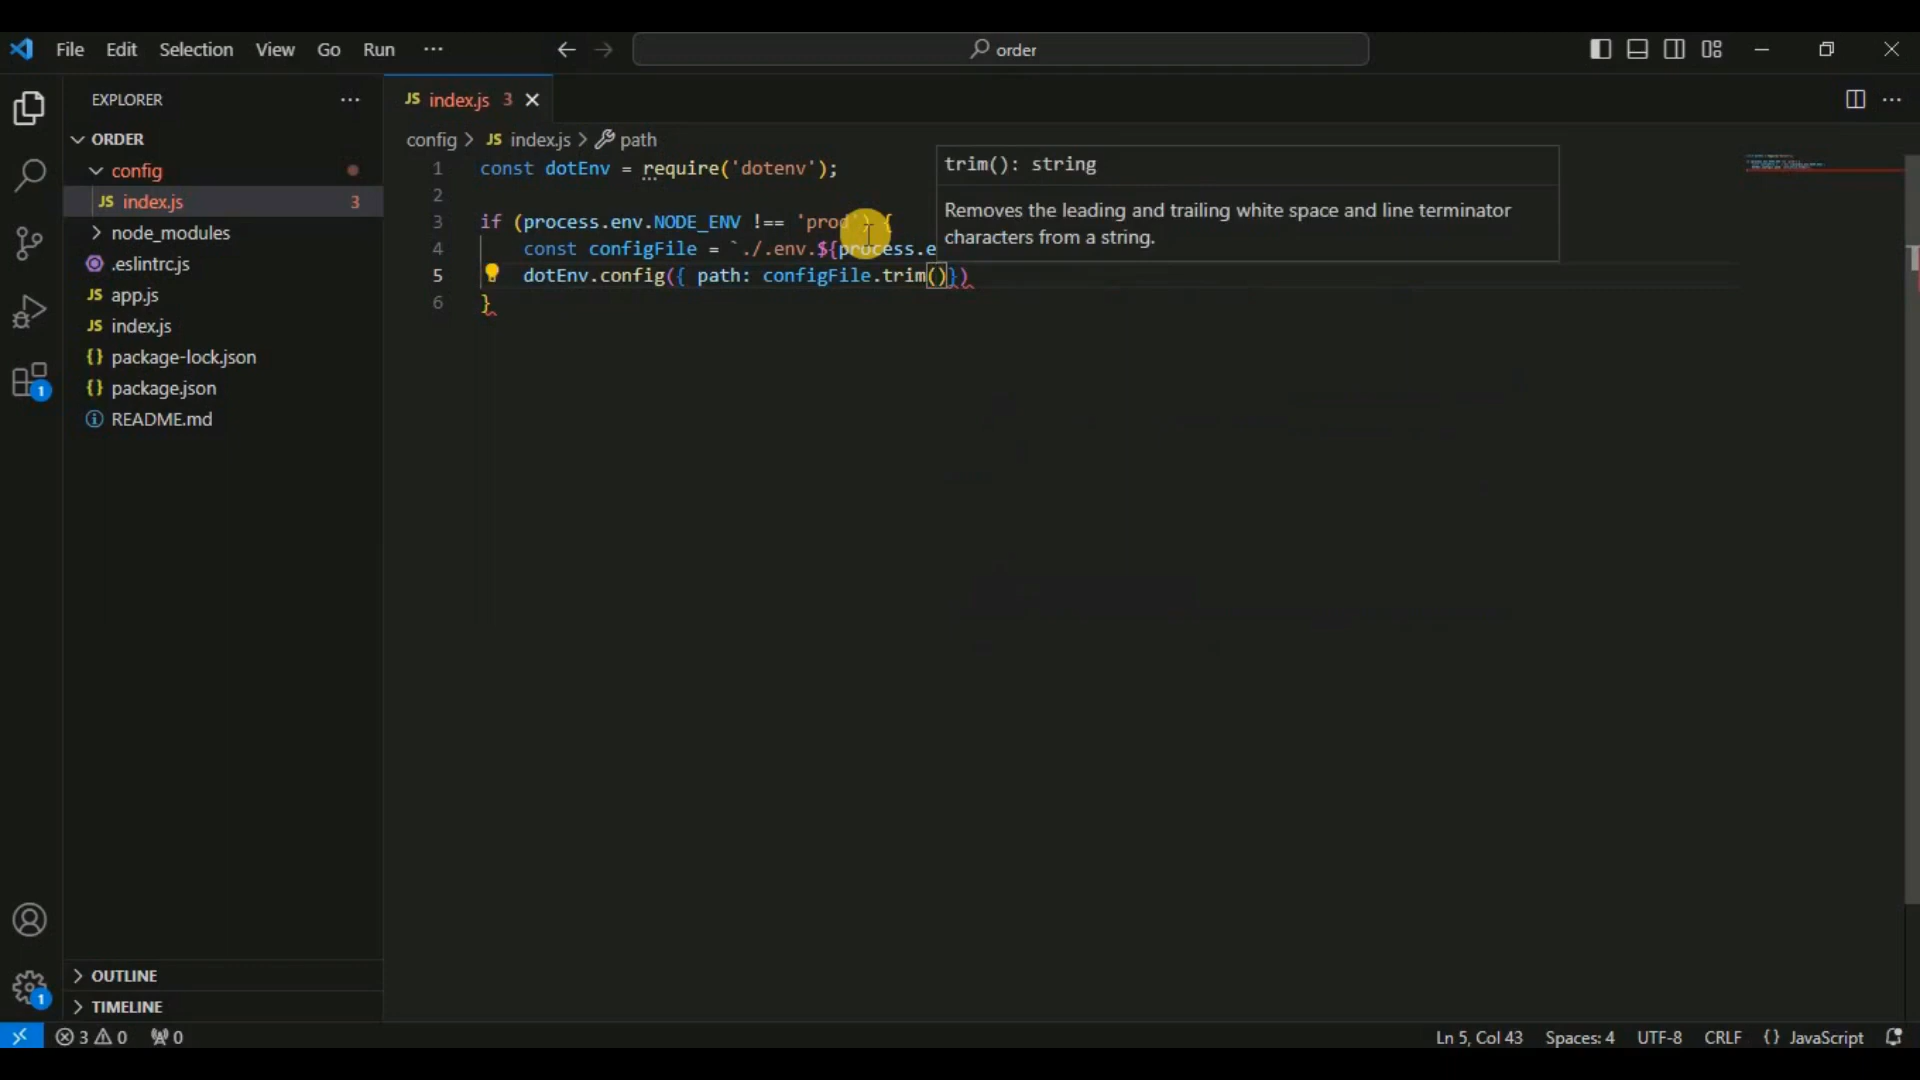 File Edit Selection View Go Run ··· order
EXPLORER ···
JS index.js 3
ORDER
config > JS index.js > path
config
JS index.js 3
node_modules
.eslintrc.js
JS app.js
JS index.js
{} package-lock.json
{} package.json
README.md
1 const dotEnv = require('dotenv');
2
3 if (process.env.NODE_ENV !== 'prod') {
4 const configFile = `./.env.${process.e
5 dotEnv.config({ path: configFile.trim()})
6 }
trim(): string
Removes the leading and trailing white space and line terminator
characters from a string.
1
1
OUTLINE
TIMELINE
3 0 0 Ln 5, Col 43 Spaces: 4 UTF-8 CRLF {} JavaScript